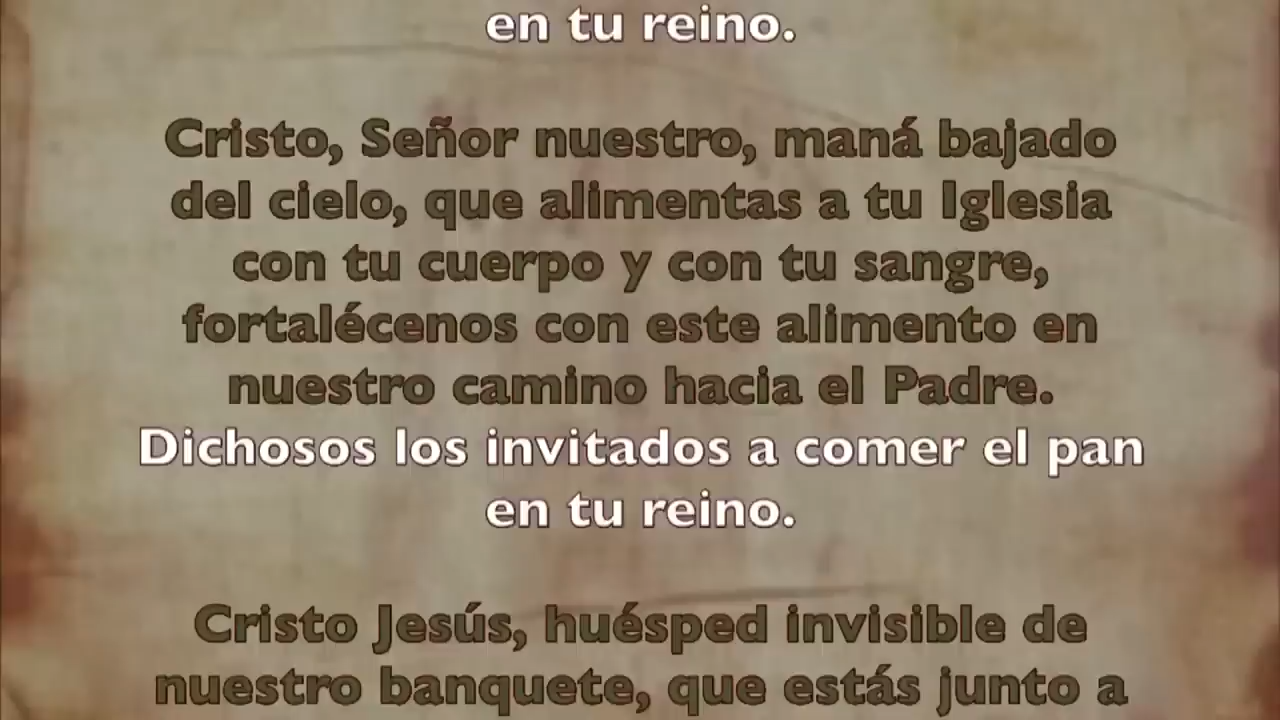 en tu reino.
Cristo, Señor nuestro, maná bajado
del cielo, que alimentas a tu Iglesia
con tu cuerpo y con tu sangre,
fortalécenos con este alimento en
nuestro camino hacia el Padre.
Dichosos los invitados a comer el pan
en tu reino.
Cristo Jesús, huésped invisible de
nuestro banquete, que estás junto a